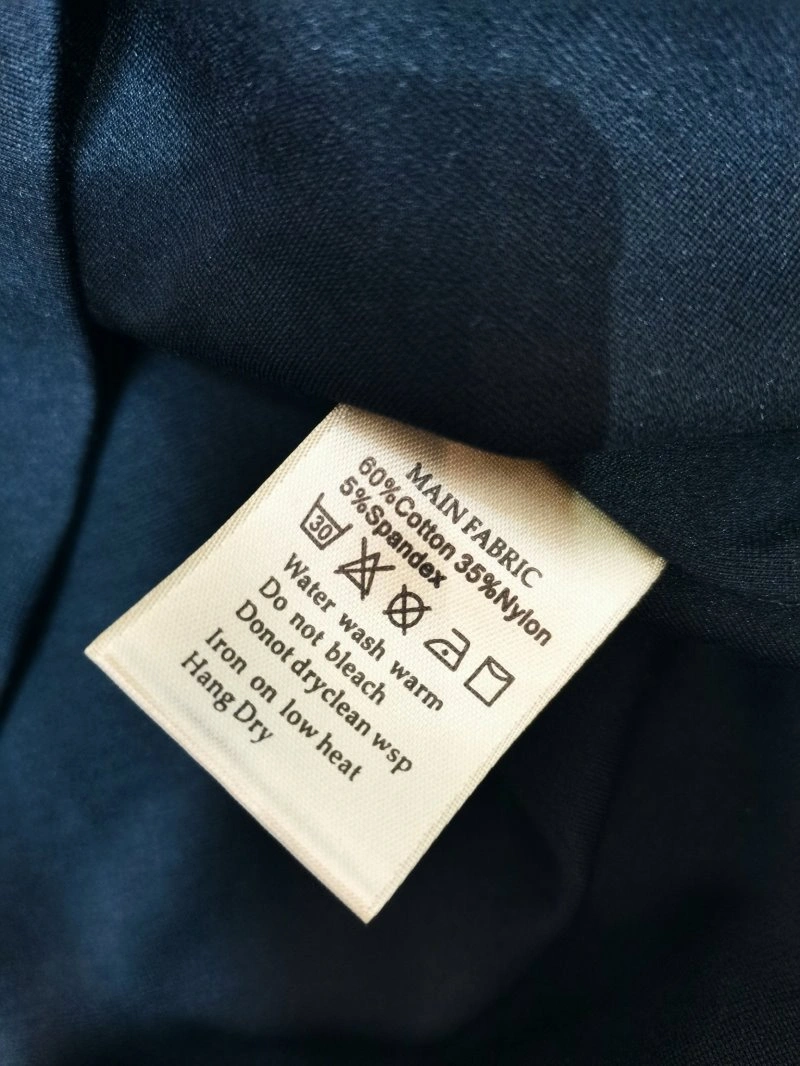 MAIN FABRIC
60%Cotton 35%Nylon
5%Spandex
30
Water wash warm
Do not bleach
Donot dryclean wsp
Iron on low heat
Hang Dry